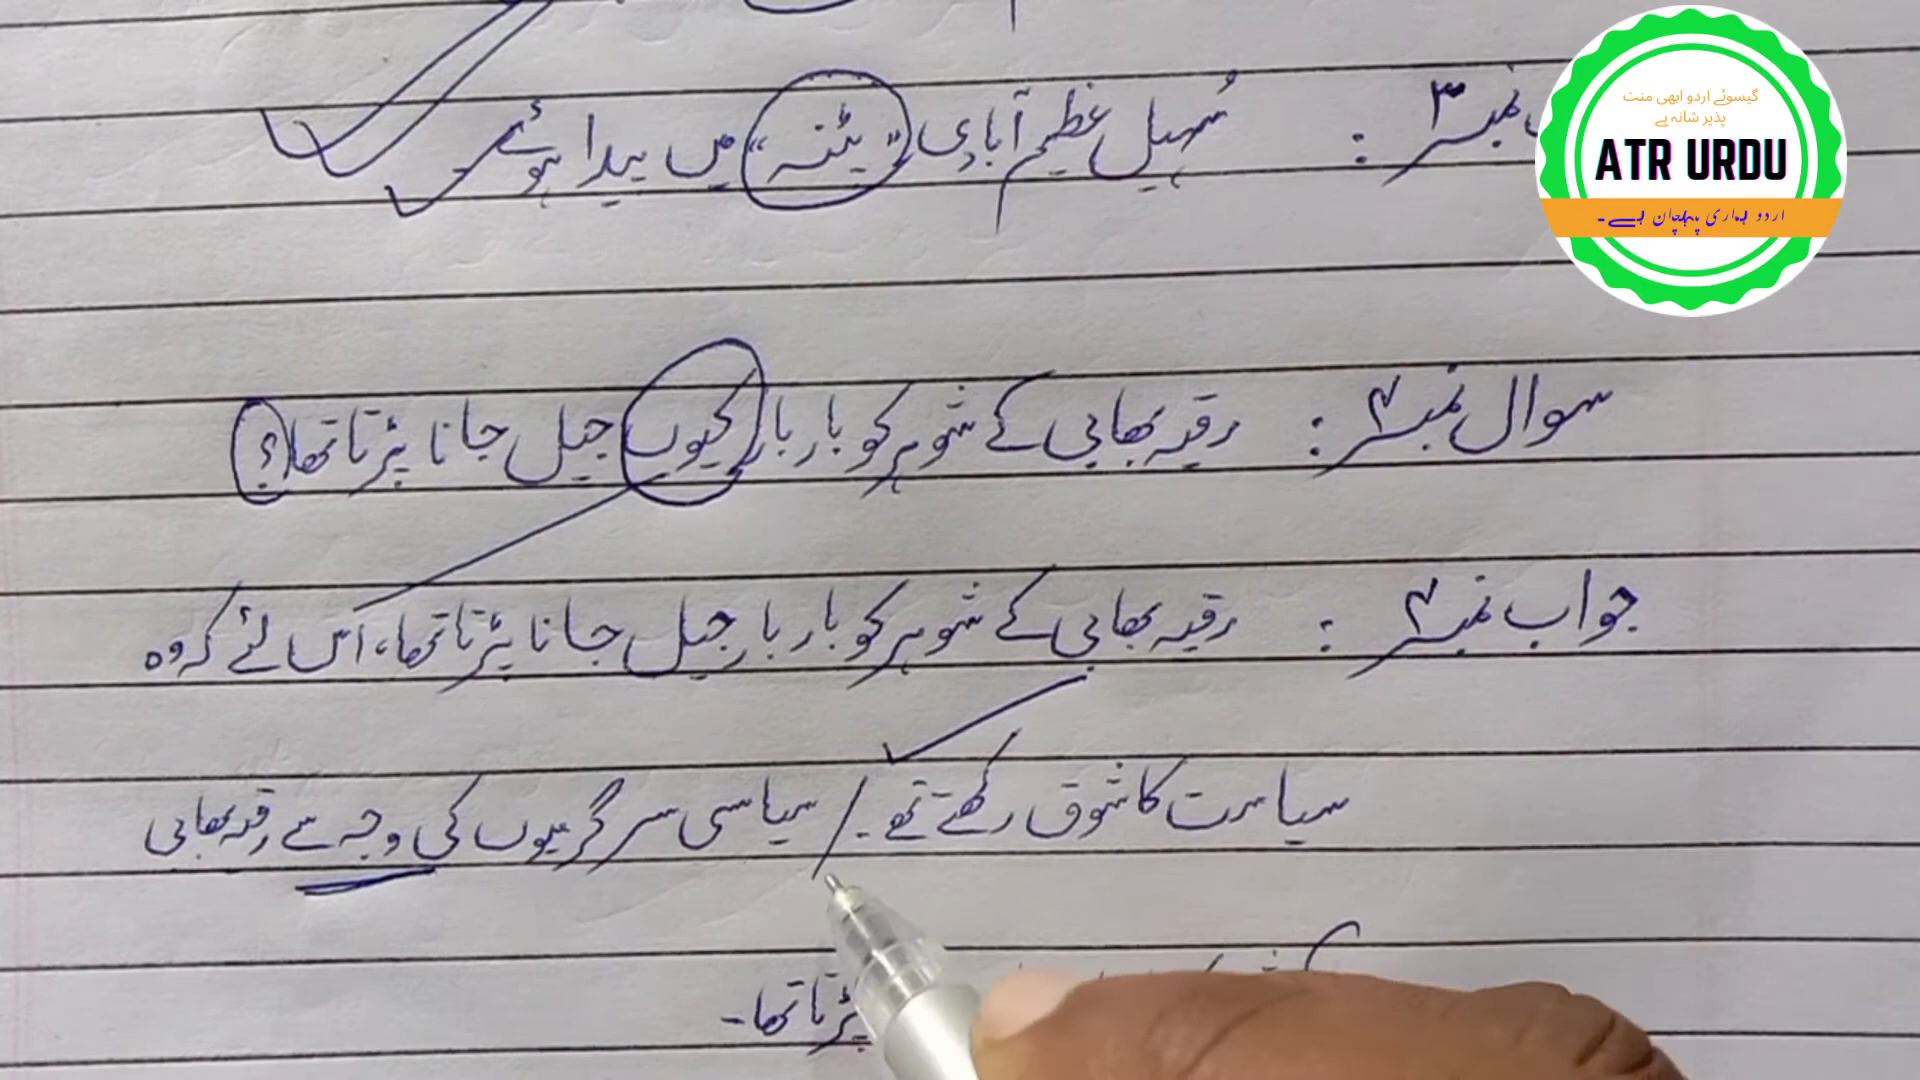 نمبر ۳ : سُہیل عظیم آبادی "پٹنہ" میں پیدا ہوئے۔
سوال نمبر ۴ : رقیہ بھابی کے شوہر کو بار بار کیوں جیل جانا پڑتا تھا؟
جواب نمبر ۴ : رقیہ بھابی کے شوہر کو بار بار جیل جانا پڑتا تھا، اس لئے کہ وہ
سیاست کا شوق رکھتے تھے۔ / سیاسی سرگرمیوں کی وجہ سے رقیہ بھابی
پڑتا تھا۔
گیسوئے اردو ابھی منت
پذیر شانہ ہے
ATR URDU
اردو ہماری پہچان ہے۔